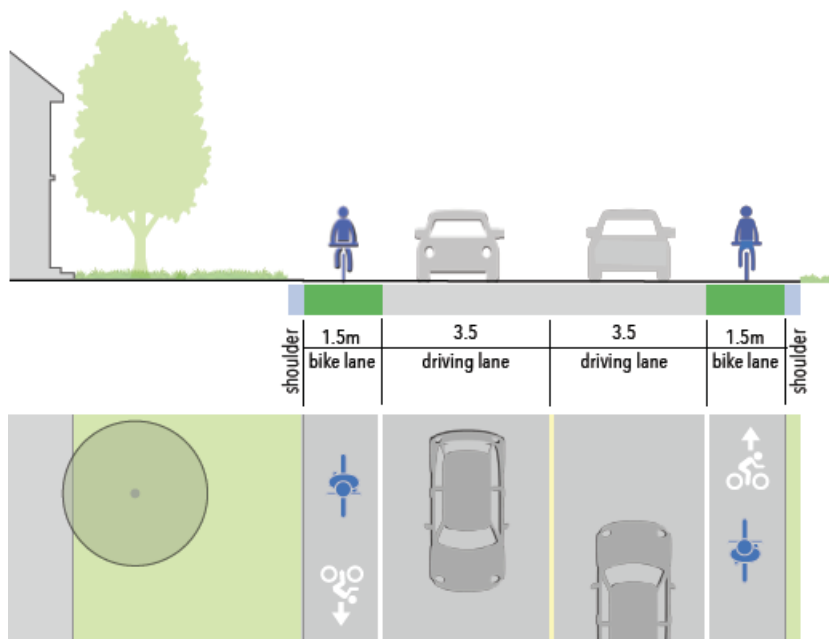 shoulder
1.5m
bike lane
3.5
driving lane
3.5
driving lane
1.5m
bike lane
shoulder